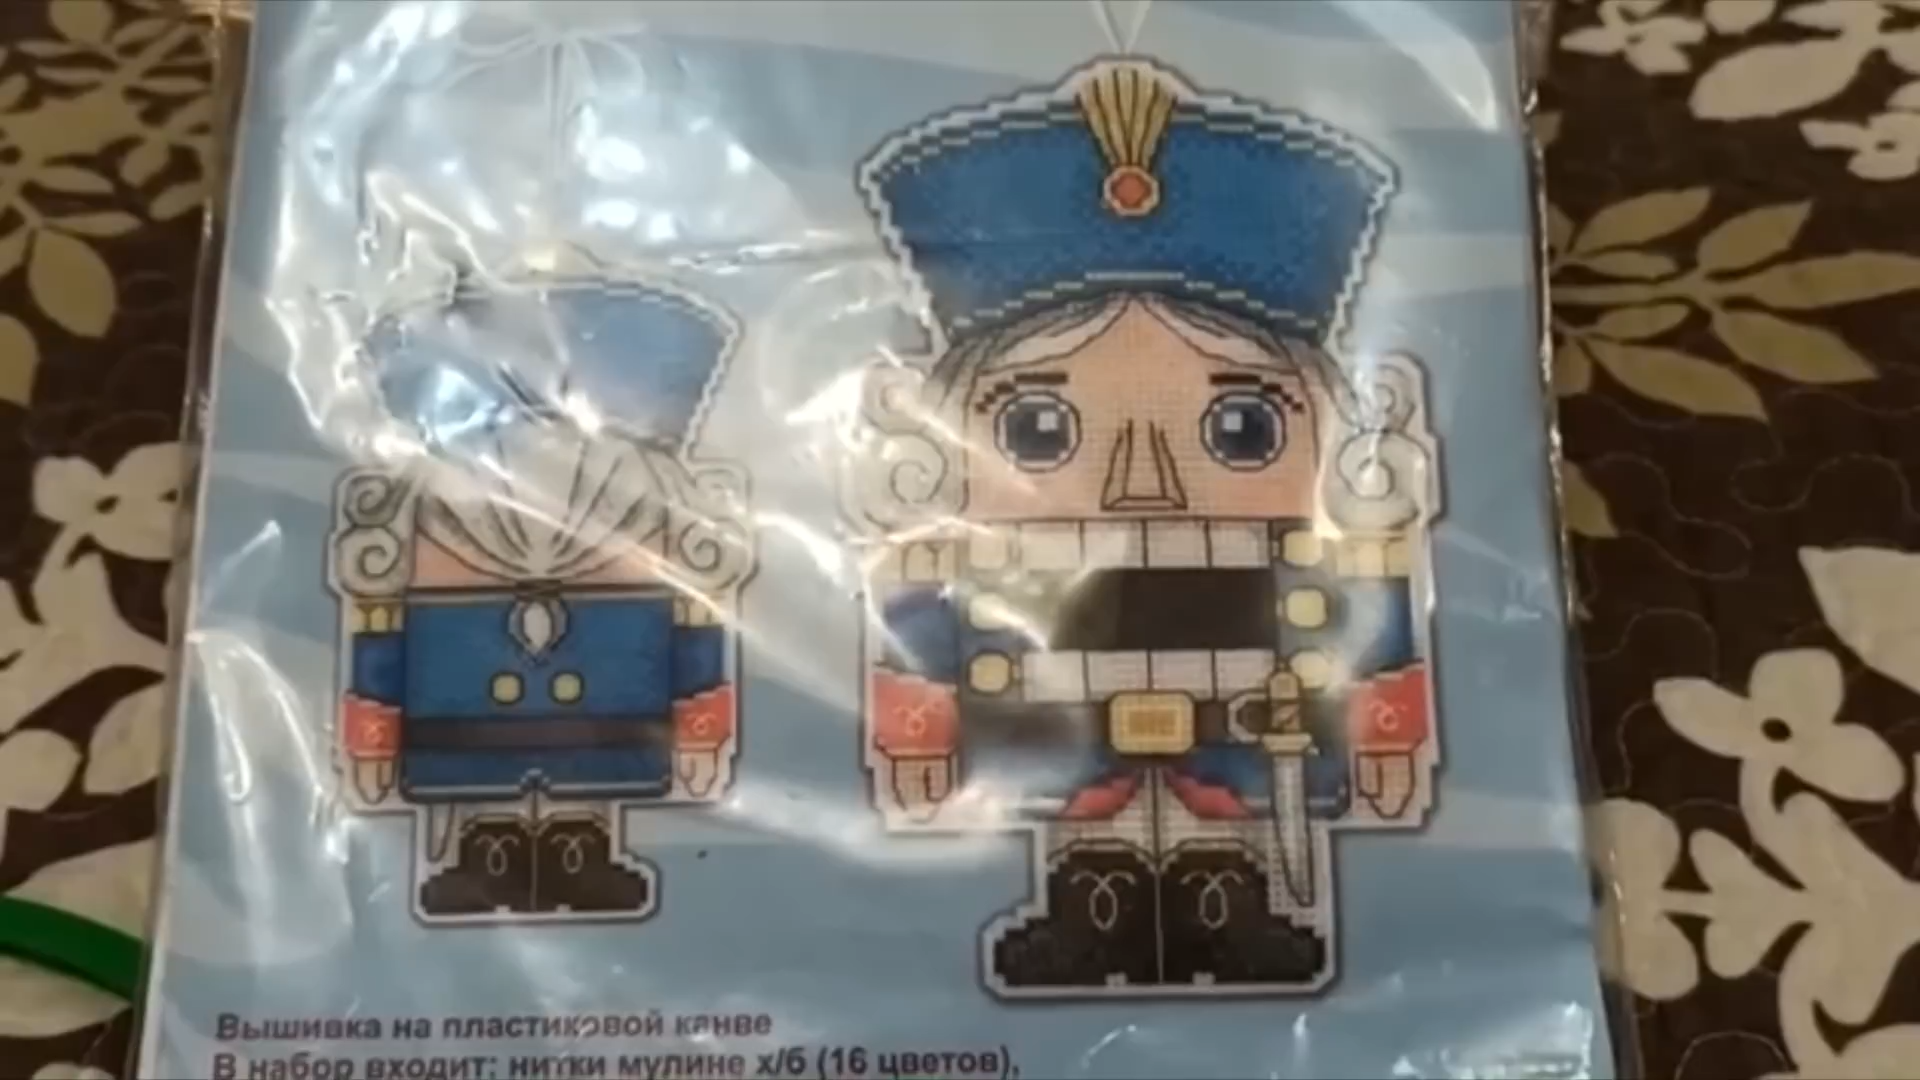 Вышивка на пластиковой канве
В набор входит: нитки мулине х/б (16 цветов),